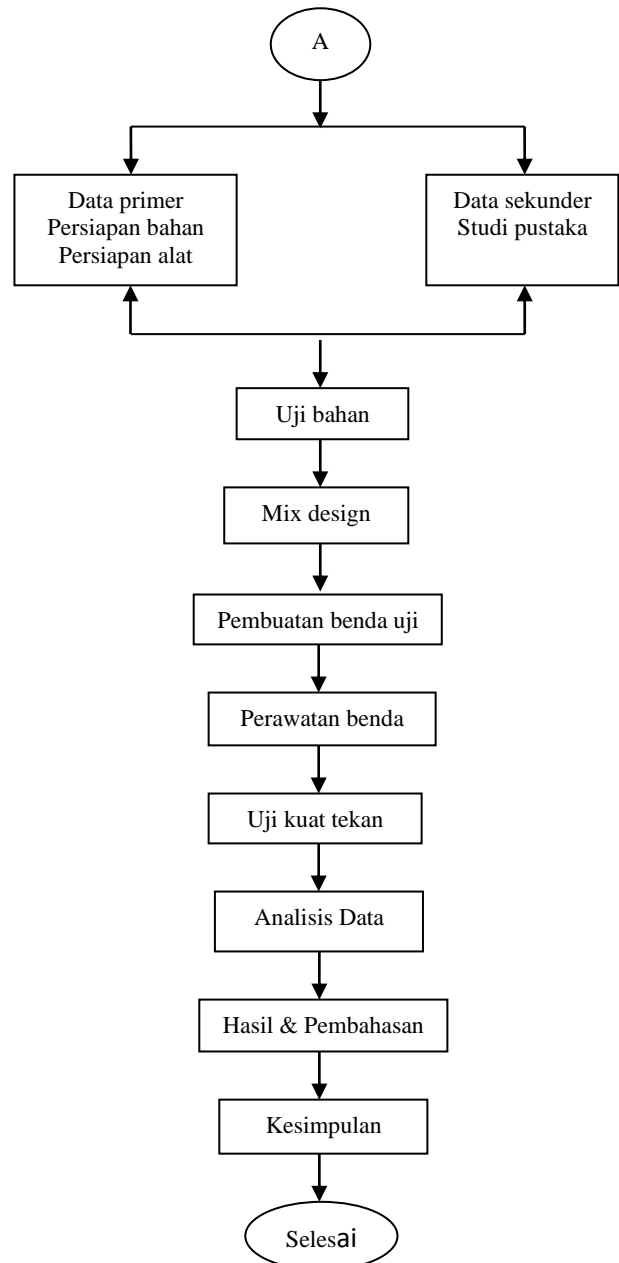 A
Data primer
Persiapan bahan
Persiapan alat
Data sekunder
Studi pustaka
Uji bahan
Mix design
Pembuatan benda uji
Perawatan benda
Uji kuat tekan
Analisis Data
Hasil & Pembahasan
Kesimpulan
Selesai